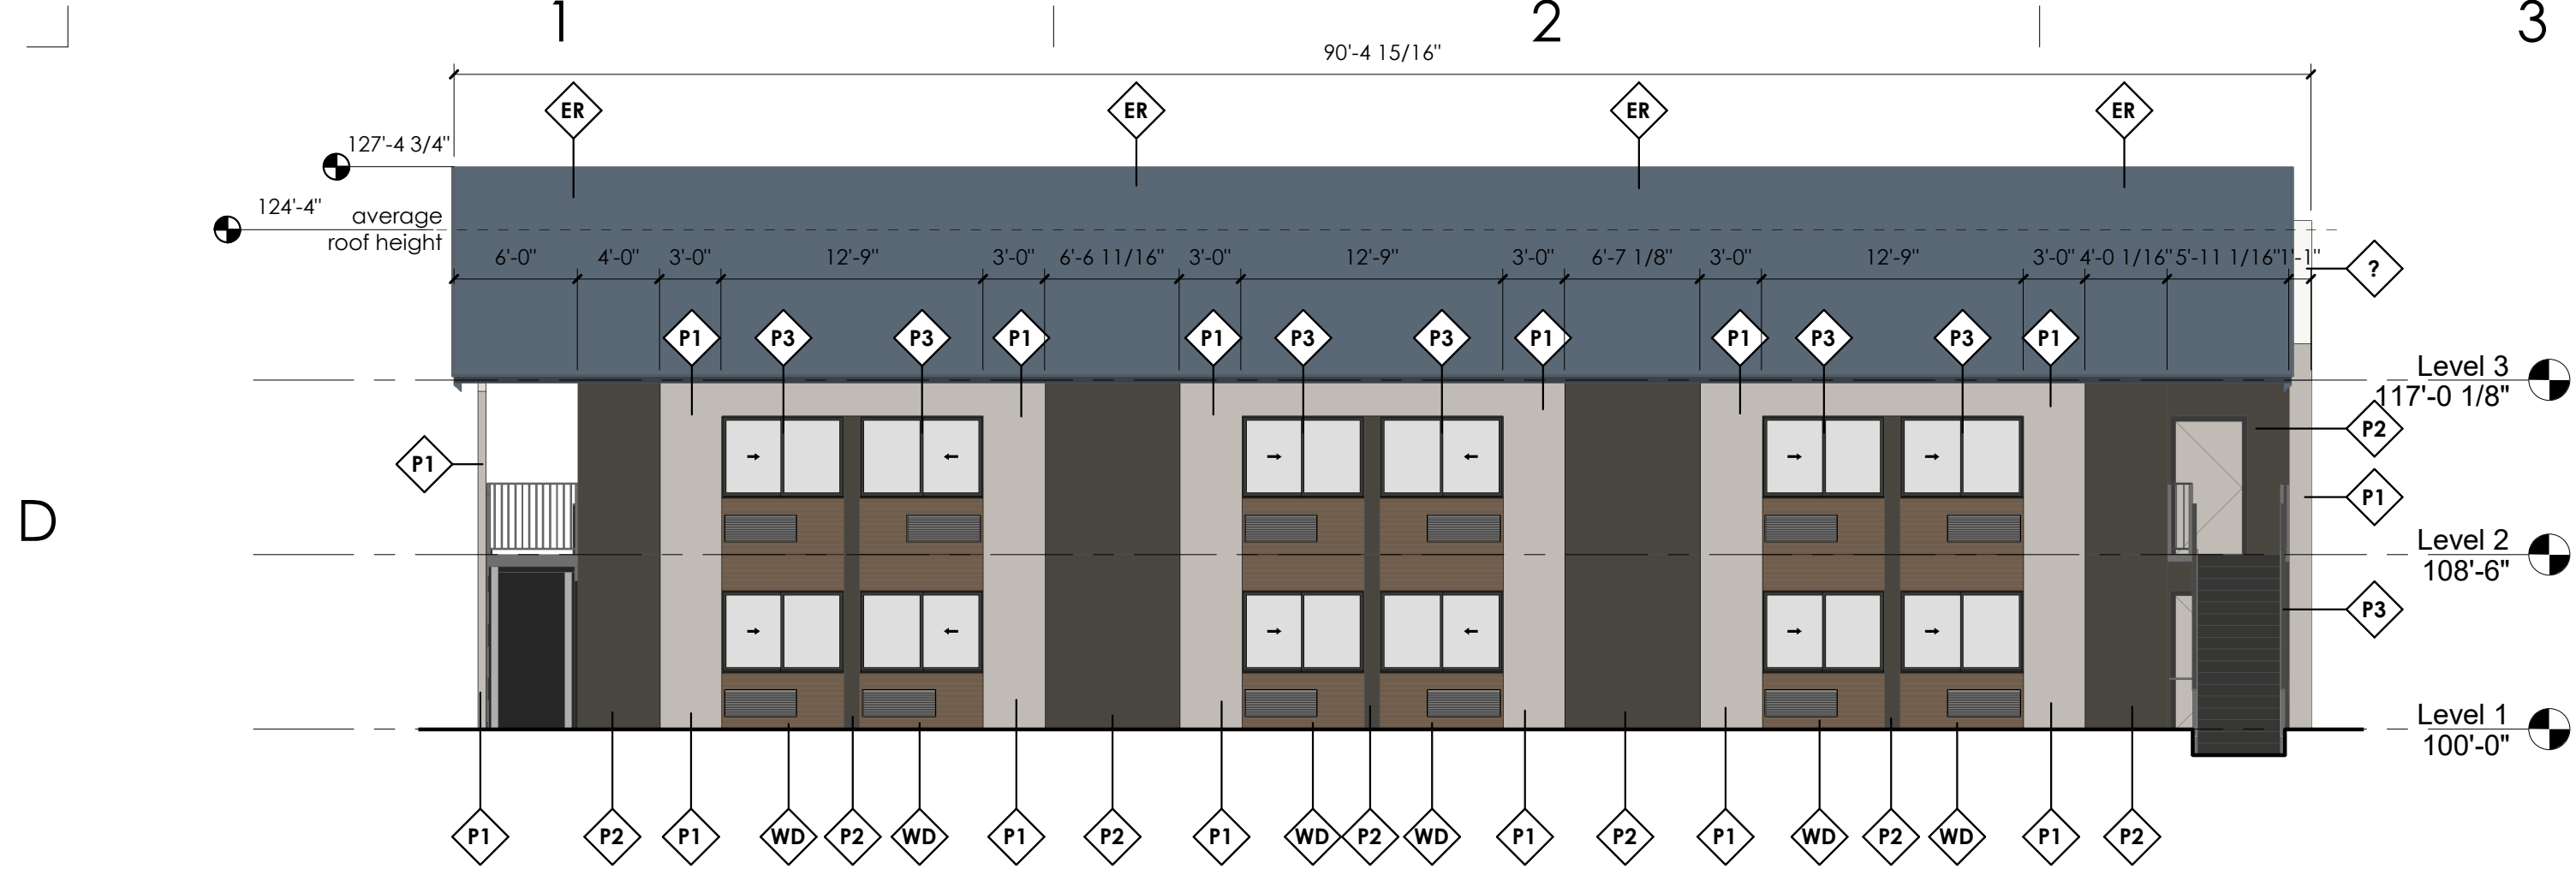 1 2 3
90'-4 15/16"
ER ER ER ER
127'-4 3/4"
124'-4"
average
roof height
6'-0" 4'-0" 3'-0" 12'-9" 3'-0" 6'-6 11/16" 3'-0" 12'-9" 3'-0" 6'-7 1/8" 3'-0" 12'-9" 3'-0" 4'-0 1/16" 5'-11 1/16" 1'-1"
?
P1 P3 P3 P1 P1 P3 P3 P1 P1 P3 P3 P1
Level 3
117'-0 1/8"
P2
P1
P1
D
Level 2
108'-6"
P3
Level 1
100'-0"
P1 P2 P1 WD P2 WD P1 P2 P1 WD P2 WD P1 P2 P1 WD P2 WD P1 P2